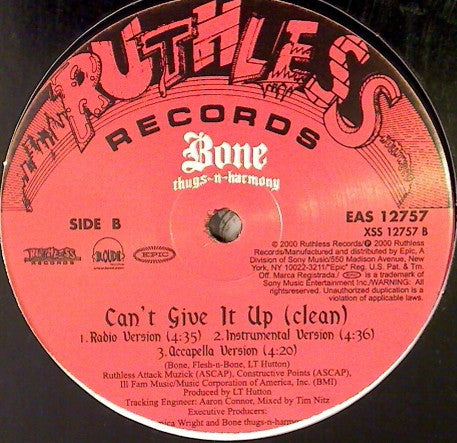 RUTHLESS
RECORDS
Bone
thugs-n-harmony
SIDE B
EAS 12757
XSS 12757 B
RUTHLESS
RECORDS
LOUD
EPIC
© 2000 Ruthless Records/℗ 2000 Ruthless
Records/Manufactured and distributed by Epic, A
Division of Sony Music/550 Madison Avenue, New
York, NY 10022-3211/"Epic" Reg. U.S. Pat. & Tm.
Off. Marca Registrada./ EPIC is a trademark of
Sony Music Entertainment Inc./WARNING: All
rights reserved. Unauthorized duplication is a
violation of applicable laws.
Can't Give It Up (clean)
1. Radio Version (4:35) 2. Instrumental Version (4:36)
3. Accapella Version (4:20)
(Bone, Flesh-n-Bone, LT Hutton)
Ruthless Attack Muzick (ASCAP), Constructive Points (ASCAP),
Ill Fam Music/Music Corporation of America, Inc. (BMI)
Produced by LT Hutton
Tracking Engineer: Aaron Connor, Mixed by Tim Nitz
Executive Producers:
Wright and Bone thugs-n-harmony